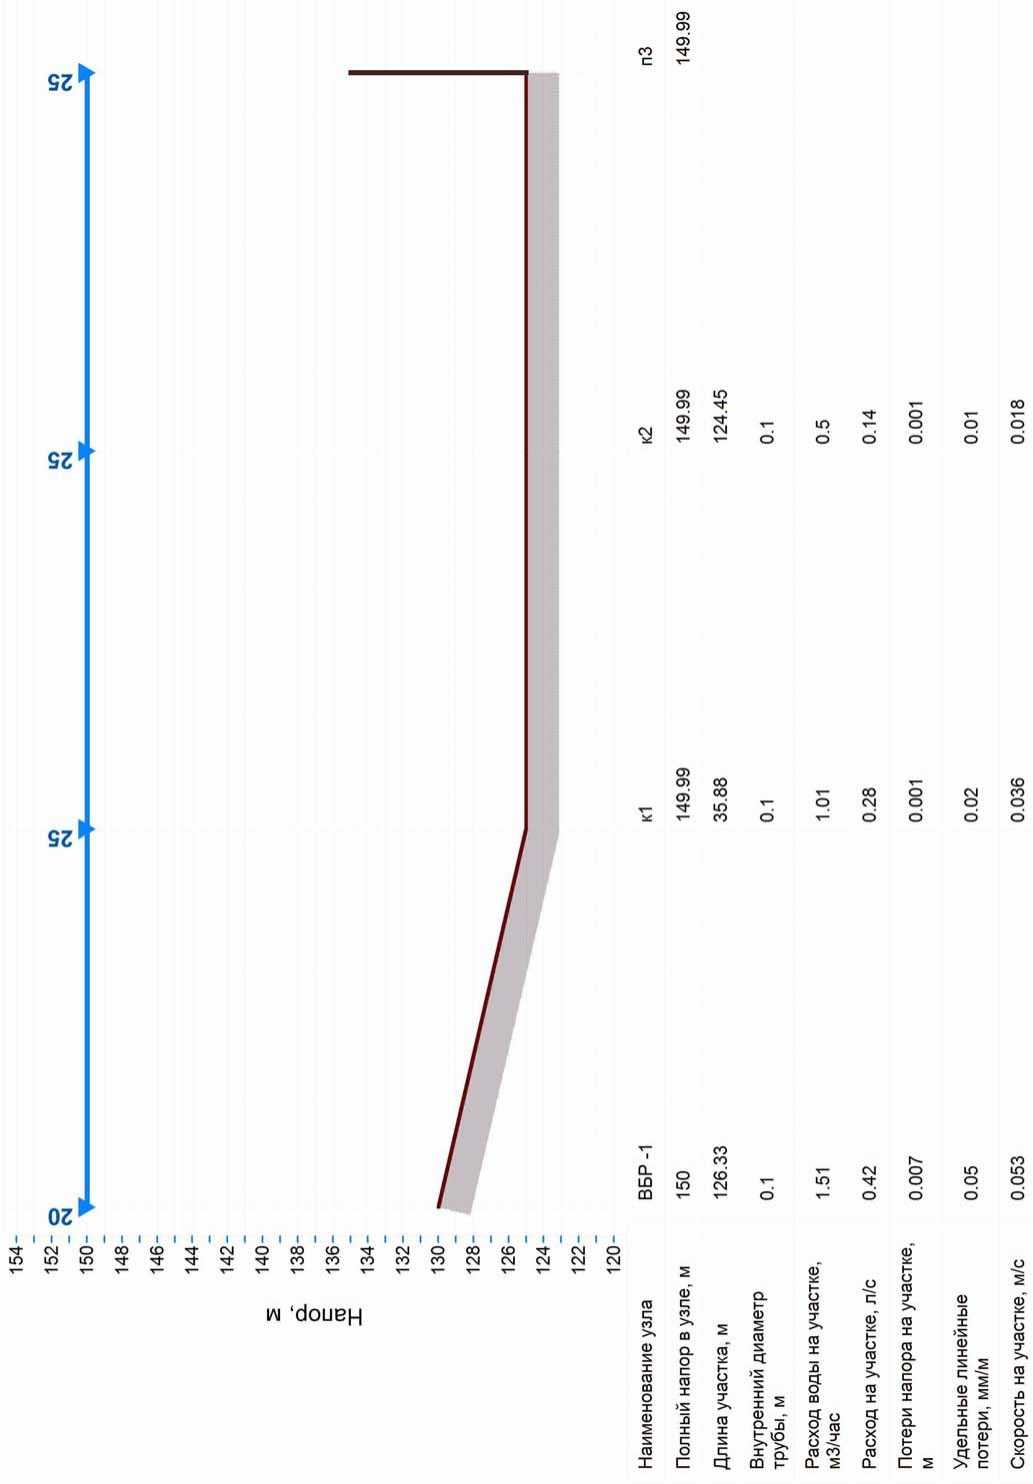 20
25
25
25
Напор, м
154
152
150
148
146
144
142
140
138
136
134
132
130
128
126
124
122
120
Наименование узла ВБР -1 к1 к2 п3
Полный напор в узле, м 150 149.99 149.99 149.99
Длина участка, м 126.33 35.88 124.45
Внутренний диаметр
трубы, м 0.1 0.1 0.1
Расход воды на участке,
м3/час 1.51 1.01 0.5
Расход на участке, л/с 0.42 0.28 0.14
Потери напора на участке,
м 0.007 0.001 0.001
Удельные линейные
потери, мм/м 0.05 0.02 0.01
Скорость на участке, м/с 0.053 0.036 0.018